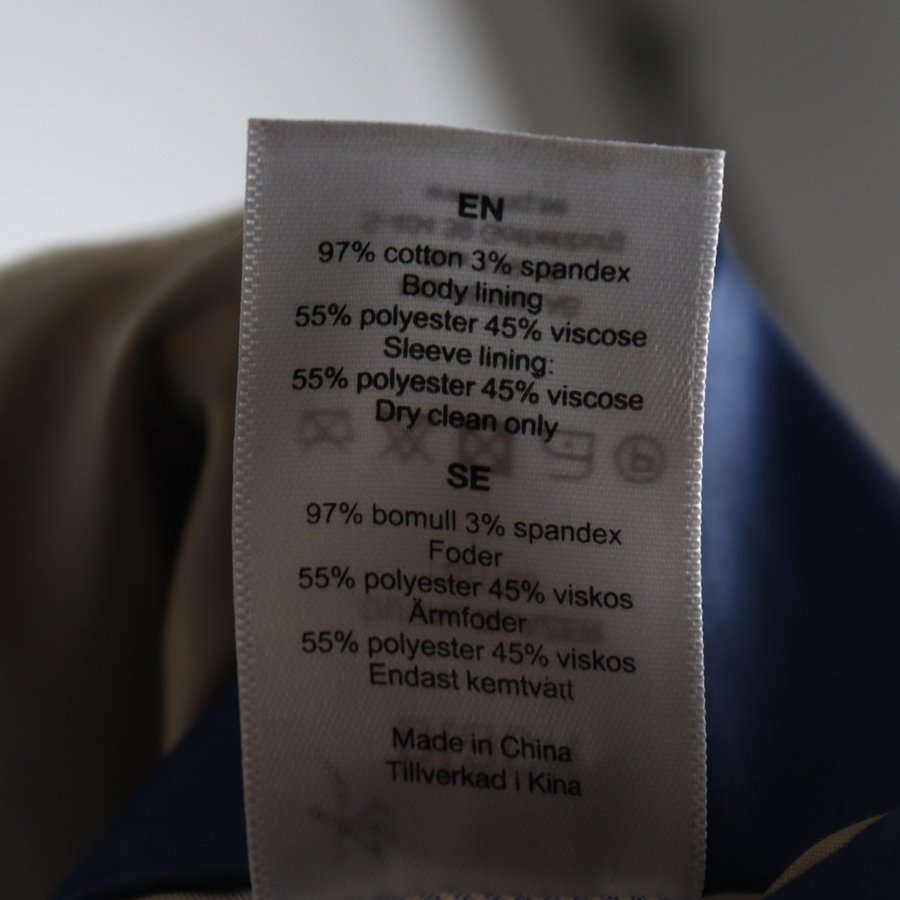 EN
97% cotton 3% spandex
Body lining
55% polyester 45% viscose
Sleeve lining:
55% polyester 45% viscose
Dry clean only
SE
97% bomull 3% spandex
Foder
55% polyester 45% viskos
Ärmfoder
55% polyester 45% viskos
Endast kemtvätt
Made in China
Tillverkad i Kina